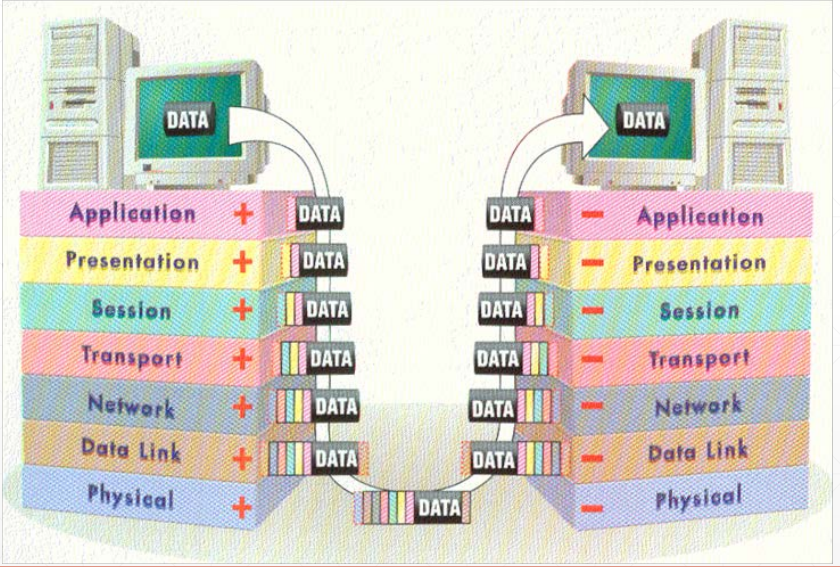 DATA
DATA
Application + DATA
DATA - Application
Presentation + DATA
DATA - Presentation
Session + DATA
DATA - Session
Transport + DATA
DATA - Transport
Network + DATA
DATA - Network
Data Link + DATA
DATA - Data Link
Physical +
DATA
- Physical